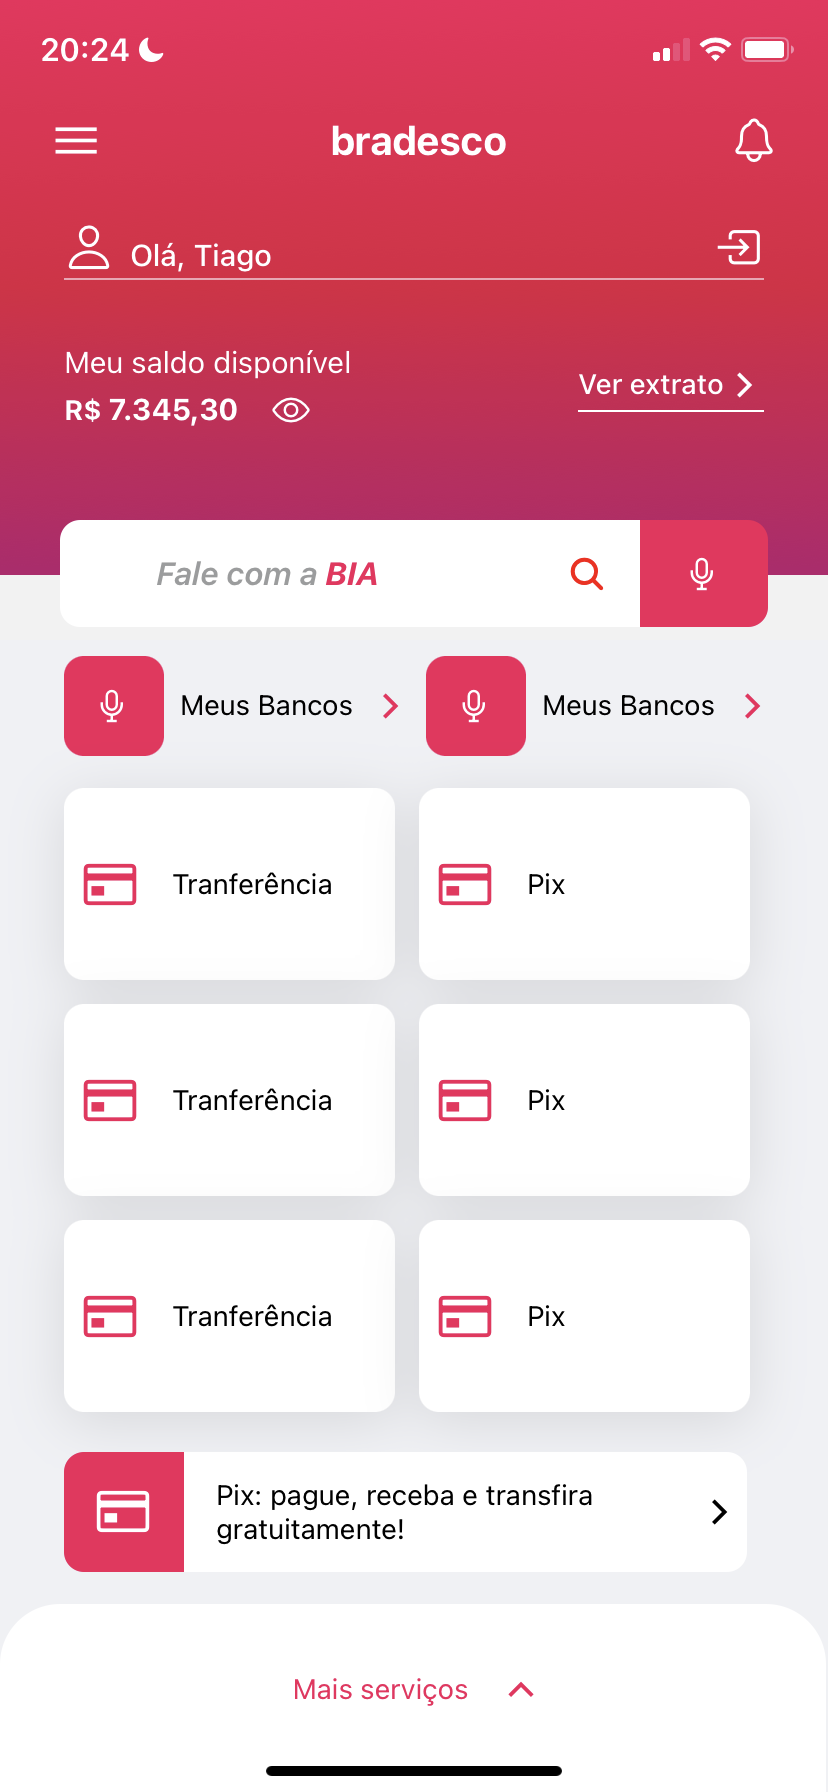 20:24
bradesco
Olá, Tiago
Meu saldo disponível
R$ 7.345,30
Ver extrato
Fale com a BIA
Meus Bancos
Meus Bancos
Tranferência
Pix
Tranferência
Pix
Tranferência
Pix
Pix: pague, receba e transfira
gratuitamente!
Mais serviços